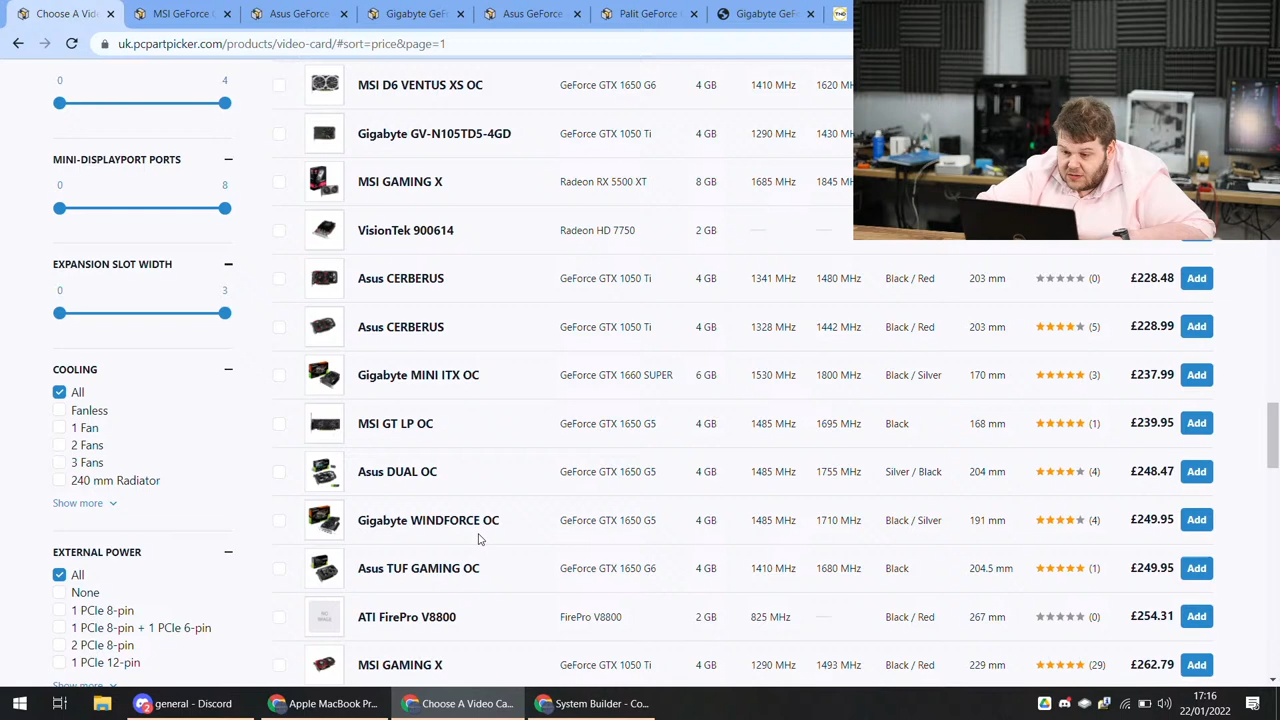 Choose A Vid
MSI GeForce
Asus GeForce
Gigabyte GeF
Asus GeForce
Palit GeForce
Gigabyte GeF
uk.pcpartpicker.com/products/video-card/#sort=price&page=1
0 4
MINI-DISPLAYPORT PORTS
0 8
EXPANSION SLOT WIDTH
0 3
COOLING
All
Fanless
1 Fan
2 Fans
3 Fans
240 mm Radiator
Show more
EXTERNAL POWER
All
None
1 PCIe 8-pin
1 PCIe 8-pin + 1 PCIe 6-pin
2 PCIe 8-pin
1 PCIe 12-pin
Show more
MSI D6 VENTUS XS OC GeForce GTX 1650 G6 4 GB 1410 MHz 1620 M
Gigabyte GV-N105TD5-4GD GeForce GTX 1050 Ti 4 GB 1430 M
MSI GAMING X Radeon RX 5500 XT 8 GB 1685 MHz 1845 M
VisionTek 900614 Radeon HD 7750 2 GB
Asus CERBERUS GeForce GTX 1050 Ti 4 GB 1341 MHz 1480 MHz Black / Red 203 mm (0) £228.48 Add
Asus CERBERUS GeForce GTX 1050 Ti 4 GB 1328 MHz 1442 MHz Black / Red 203 mm (5) £228.99 Add
Gigabyte MINI ITX OC GeForce GTX 1660 SUPER 6 GB 1530 MHz 1800 MHz Black / Silver 170 mm (3) £237.99 Add
MSI GT LP OC GeForce GTX 1650 G5 4 GB 1485 MHz 1695 MHz Black 168 mm (1) £239.95 Add
Asus DUAL OC GeForce GTX 1650 G5 4 GB 1485 MHz 1755 MHz Silver / Black 204 mm (4) £248.47 Add
Gigabyte WINDFORCE OC GeForce GTX 1650 G5 4 GB 1485 MHz 1710 MHz Black / Silver 191 mm (4) £249.95 Add
Asus TUF GAMING OC GeForce GTX 1650 G6 4 GB 1410 MHz 1680 MHz Black 204.5 mm (1) £249.95 Add
ATI FirePro V8800 FirePro V8800 2 GB 825 MHz Black / Red 267 mm (0) £254.31 Add
MSI GAMING X GeForce GTX 1050 Ti 4 GB 1493 MHz Black / Red 229 mm (29) £262.79 Add
general - Discord
Apple MacBook P
Choose A Video Ca...
System Builder - Co...
17:16
22/01/2022